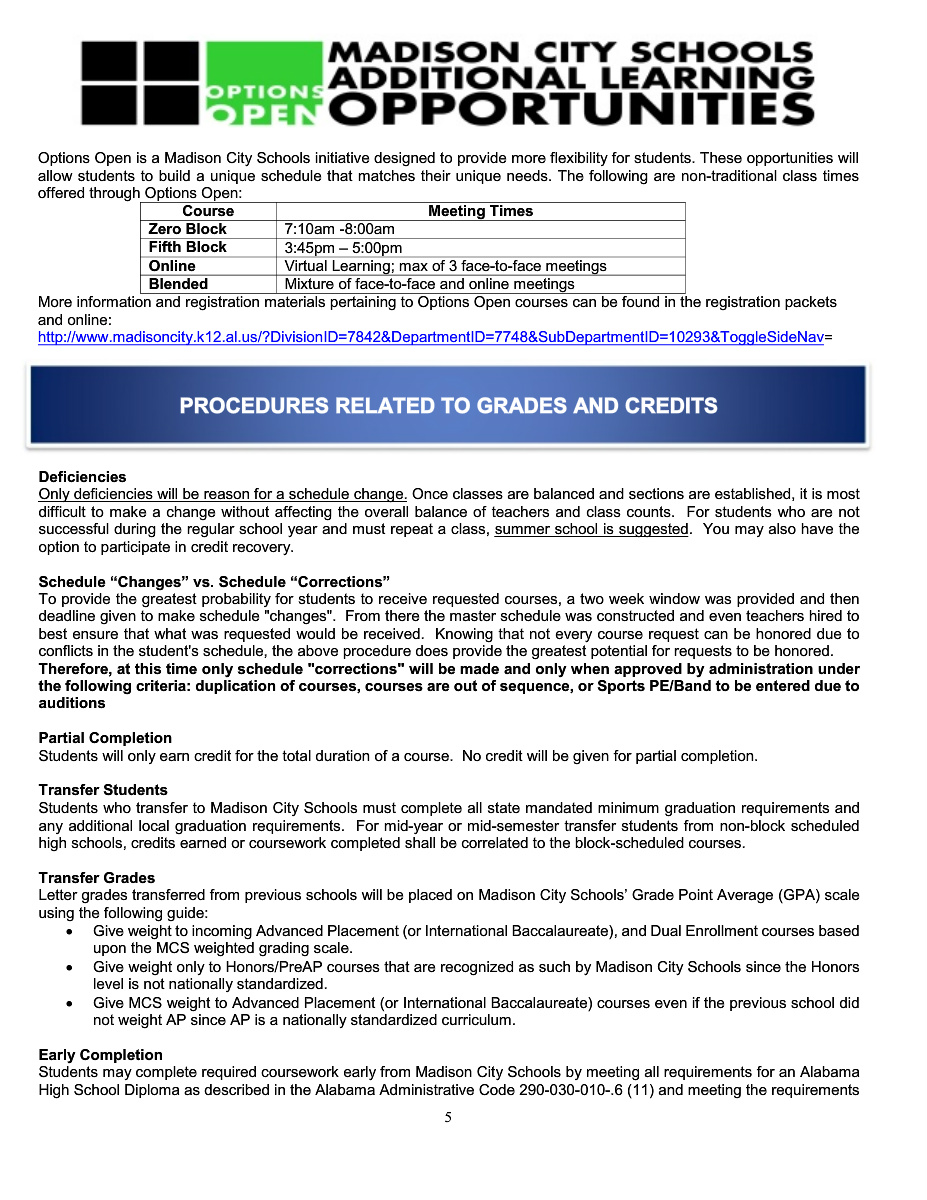 OPTIONS
OPEN
MADISON CITY SCHOOLS
ADDITIONAL LEARNING
OPPORTUNITIES
Options Open is a Madison City Schools initiative designed to provide more flexibility for students. These opportunities will
allow students to build a unique schedule that matches their unique needs. The following are non-traditional class times
offered through Options Open:
Course Meeting Times
Zero Block 7:10am -8:00am
Fifth Block 3:45pm – 5:00pm
Online Virtual Learning; max of 3 face-to-face meetings
Blended Mixture of face-to-face and online meetings
More information and registration materials pertaining to Options Open courses can be found in the registration packets
and online:
http://www.madisoncity.k12.al.us/?DivisionID=7842&DepartmentID=7748&SubDepartmentID=10293&ToggleSideNav=
PROCEDURES RELATED TO GRADES AND CREDITS
Deficiencies
Only deficiencies will be reason for a schedule change. Once classes are balanced and sections are established, it is most
difficult to make a change without affecting the overall balance of teachers and class counts. For students who are not
successful during the regular school year and must repeat a class, summer school is suggested. You may also have the
option to participate in credit recovery.
Schedule “Changes” vs. Schedule “Corrections”
To provide the greatest probability for students to receive requested courses, a two week window was provided and then
deadline given to make schedule "changes". From there the master schedule was constructed and even teachers hired to
best ensure that what was requested would be received. Knowing that not every course request can be honored due to
conflicts in the student's schedule, the above procedure does provide the greatest potential for requests to be honored.
Therefore, at this time only schedule "corrections" will be made and only when approved by administration under
the following criteria: duplication of courses, courses are out of sequence, or Sports PE/Band to be entered due to
auditions
Partial Completion
Students will only earn credit for the total duration of a course. No credit will be given for partial completion.
Transfer Students
Students who transfer to Madison City Schools must complete all state mandated minimum graduation requirements and
any additional local graduation requirements. For mid-year or mid-semester transfer students from non-block scheduled
high schools, credits earned or coursework completed shall be correlated to the block-scheduled courses.
Transfer Grades
Letter grades transferred from previous schools will be placed on Madison City Schools’ Grade Point Average (GPA) scale
using the following guide:
• Give weight to incoming Advanced Placement (or International Baccalaureate), and Dual Enrollment courses based
upon the MCS weighted grading scale.
• Give weight only to Honors/PreAP courses that are recognized as such by Madison City Schools since the Honors
level is not nationally standardized.
• Give MCS weight to Advanced Placement (or International Baccalaureate) courses even if the previous school did
not weight AP since AP is a nationally standardized curriculum.
Early Completion
Students may complete required coursework early from Madison City Schools by meeting all requirements for an Alabama
High School Diploma as described in the Alabama Administrative Code 290-030-010-.6 (11) and meeting the requirements
5